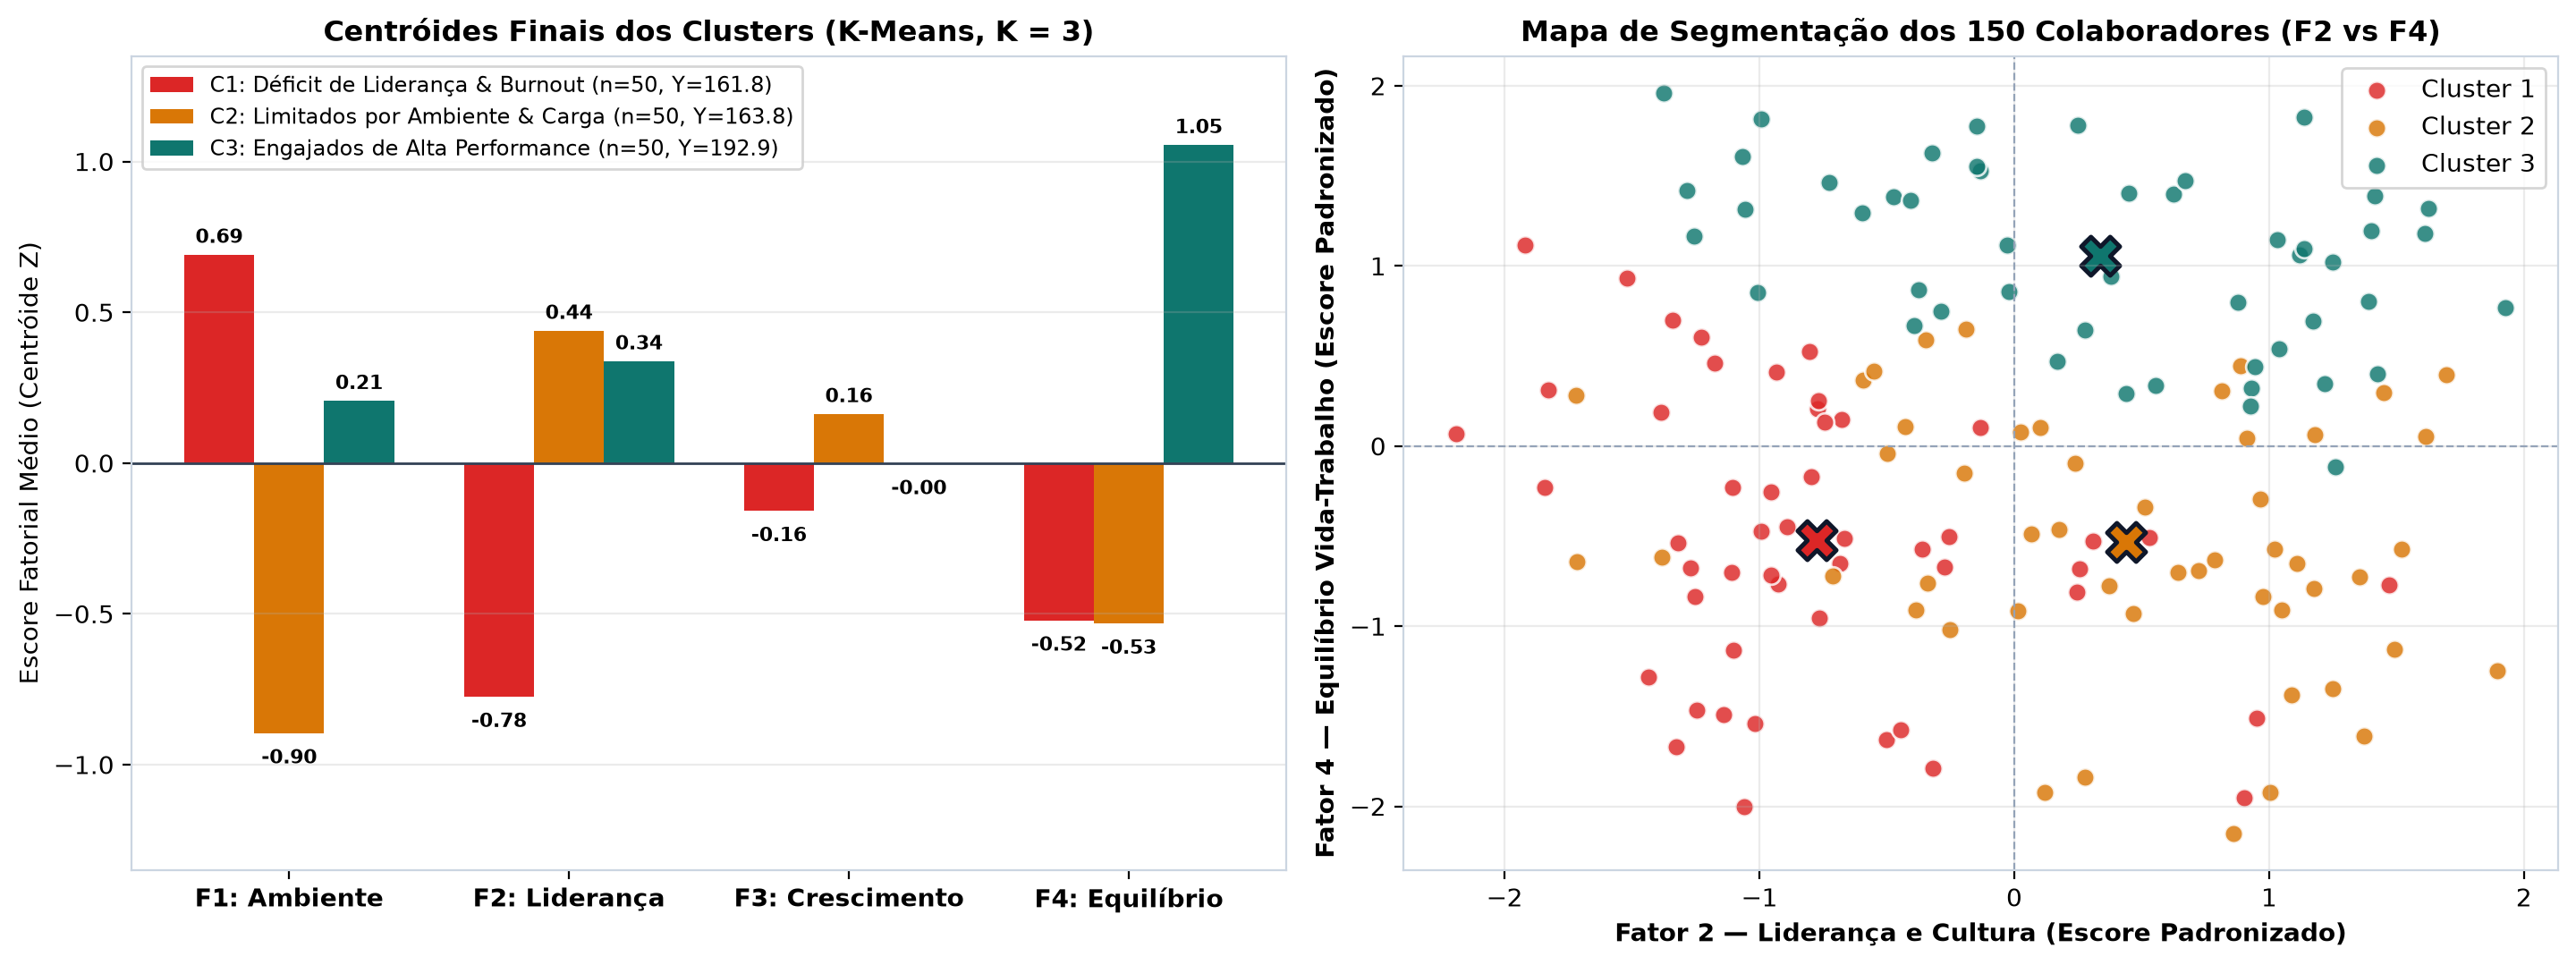 Centróides Finais dos Clusters (K-Means, K = 3)
C1: Déficit de Liderança & Burnout (n=50, Y=161.8)
C2: Limitados por Ambiente & Carga (n=50, Y=163.8)
C3: Engajados de Alta Performance (n=50, Y=192.9)
Escore Fatorial Médio (Centróide Z)
1.0
0.5
0.0
−0.5
−1.0
0.69
-0.90
0.21
-0.78
0.44
0.34
-0.16
0.16
-0.00
-0.52
-0.53
1.05
F1: Ambiente
F2: Liderança
F3: Crescimento
F4: Equilíbrio
Mapa de Segmentação dos 150 Colaboradores (F2 vs F4)
Cluster 1
Cluster 2
Cluster 3
Fator 4 — Equilíbrio Vida-Trabalho (Escore Padronizado)
2
1
0
−1
−2
−2
−1
0
1
2
Fator 2 — Liderança e Cultura (Escore Padronizado)